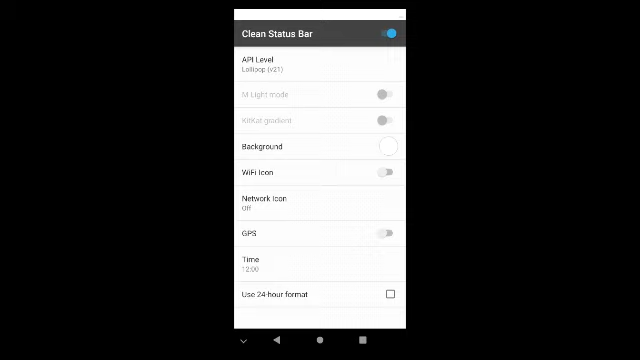 Clean Status Bar
API Level
Lollipop (v21)
M Light mode
KitKat gradient
Background
WiFi Icon
Network Icon
Off
GPS
Time
12:00
Use 24-hour format